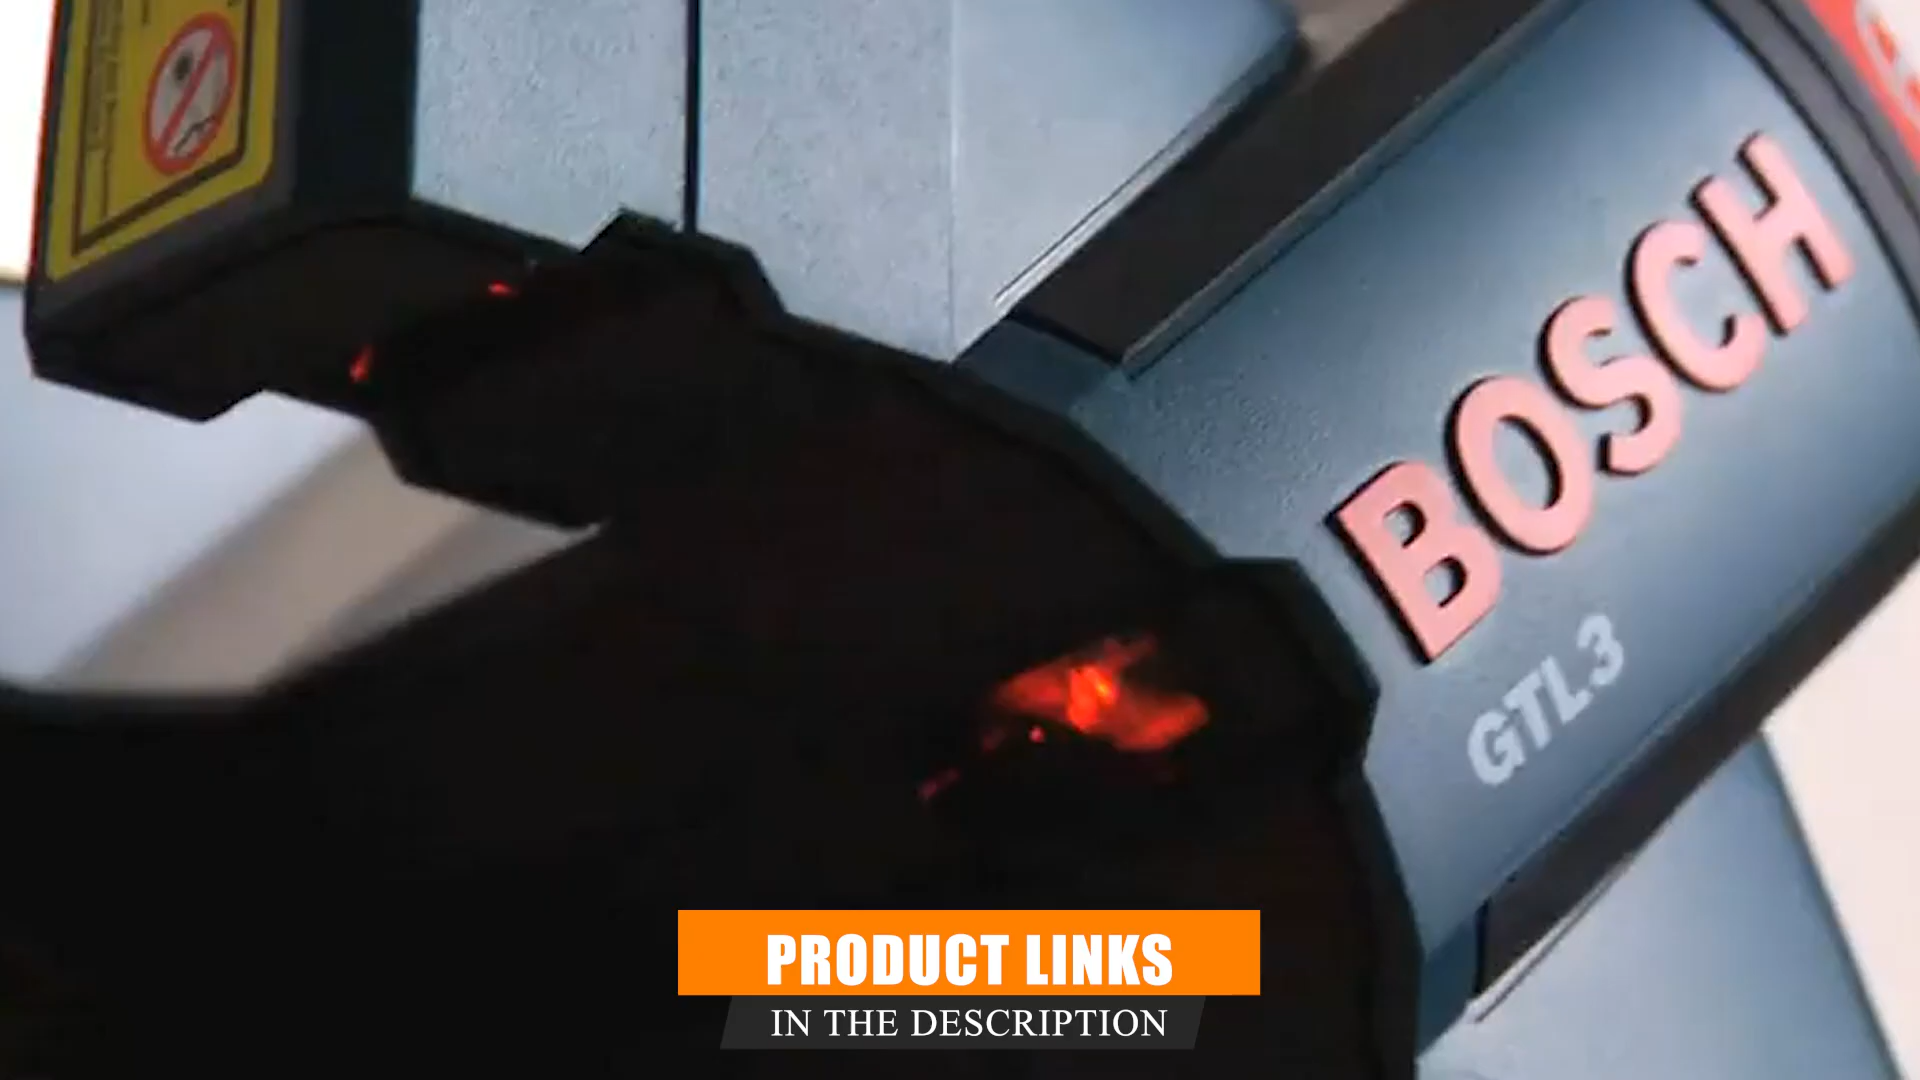 BOSCH
GTL3
PRODUCT LINKS
IN THE DESCRIPTION